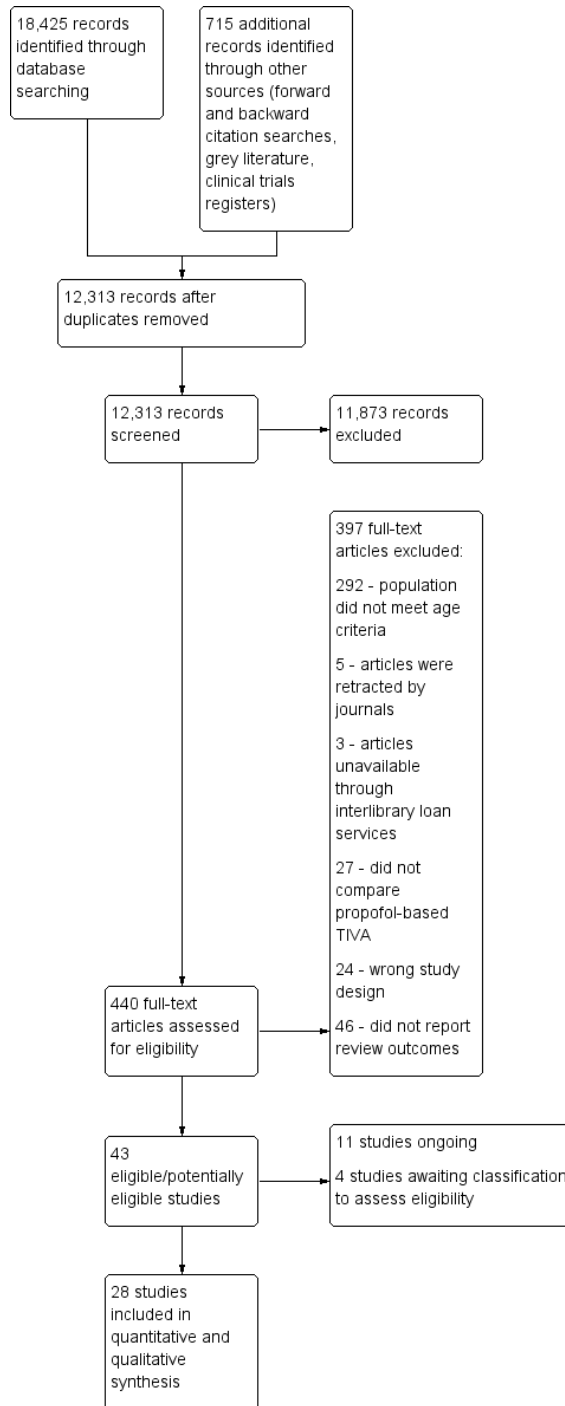 18,425 records
identified through
database
searching
715 additional
records identified
through other
sources (forward
and backward
citation searches,
grey literature,
clinical trials
registers)
12,313 records after
duplicates removed
12,313 records
screened
11,873 records
excluded
397 full-text
articles excluded:
292 - population
did not meet age
criteria
5 - articles were
retracted by
journals
3 - articles
unavailable
through
interlibrary loan
services
27 - did not
compare
propofol-based
TIVA
24 - wrong study
design
46 - did not report
review outcomes
440 full-text
articles assessed
for eligibility
43
eligible/potentially
eligible studies
11 studies ongoing
4 studies awaiting classification
to assess eligibility
28 studies
included in
quantitative and
qualitative
synthesis